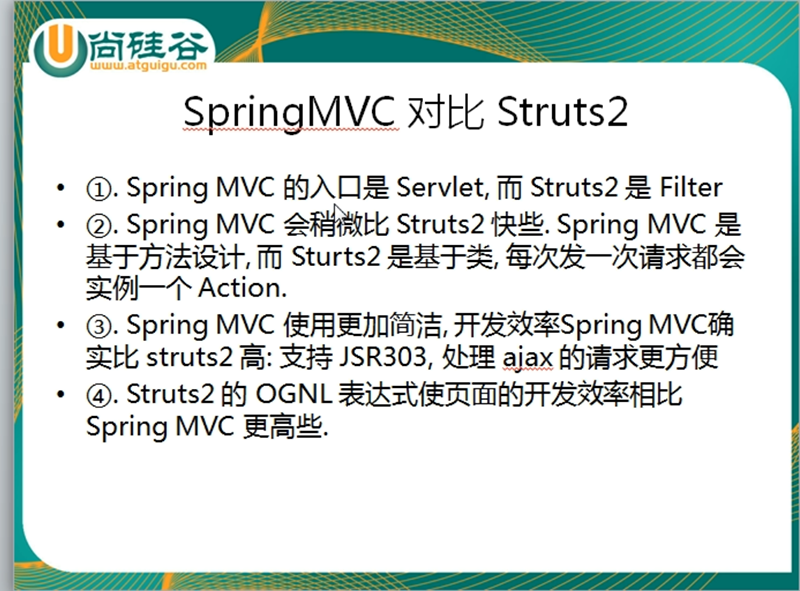 尚硅谷
www.atguigu.com
SpringMVC 对比 Struts2
• ①. Spring MVC 的入口是 Servlet, 而 Struts2 是 Filter
• ②. Spring MVC 会稍微比 Struts2 快些. Spring MVC 是
基于方法设计, 而 Sturts2 是基于类, 每次发一次请求都会
实例一个 Action.
• ③. Spring MVC 使用更加简洁, 开发效率Spring MVC确
实比 struts2 高: 支持 JSR303, 处理 ajax 的请求更方便
• ④. Struts2 的 OGNL 表达式使页面的开发效率相比
Spring MVC 更高些.